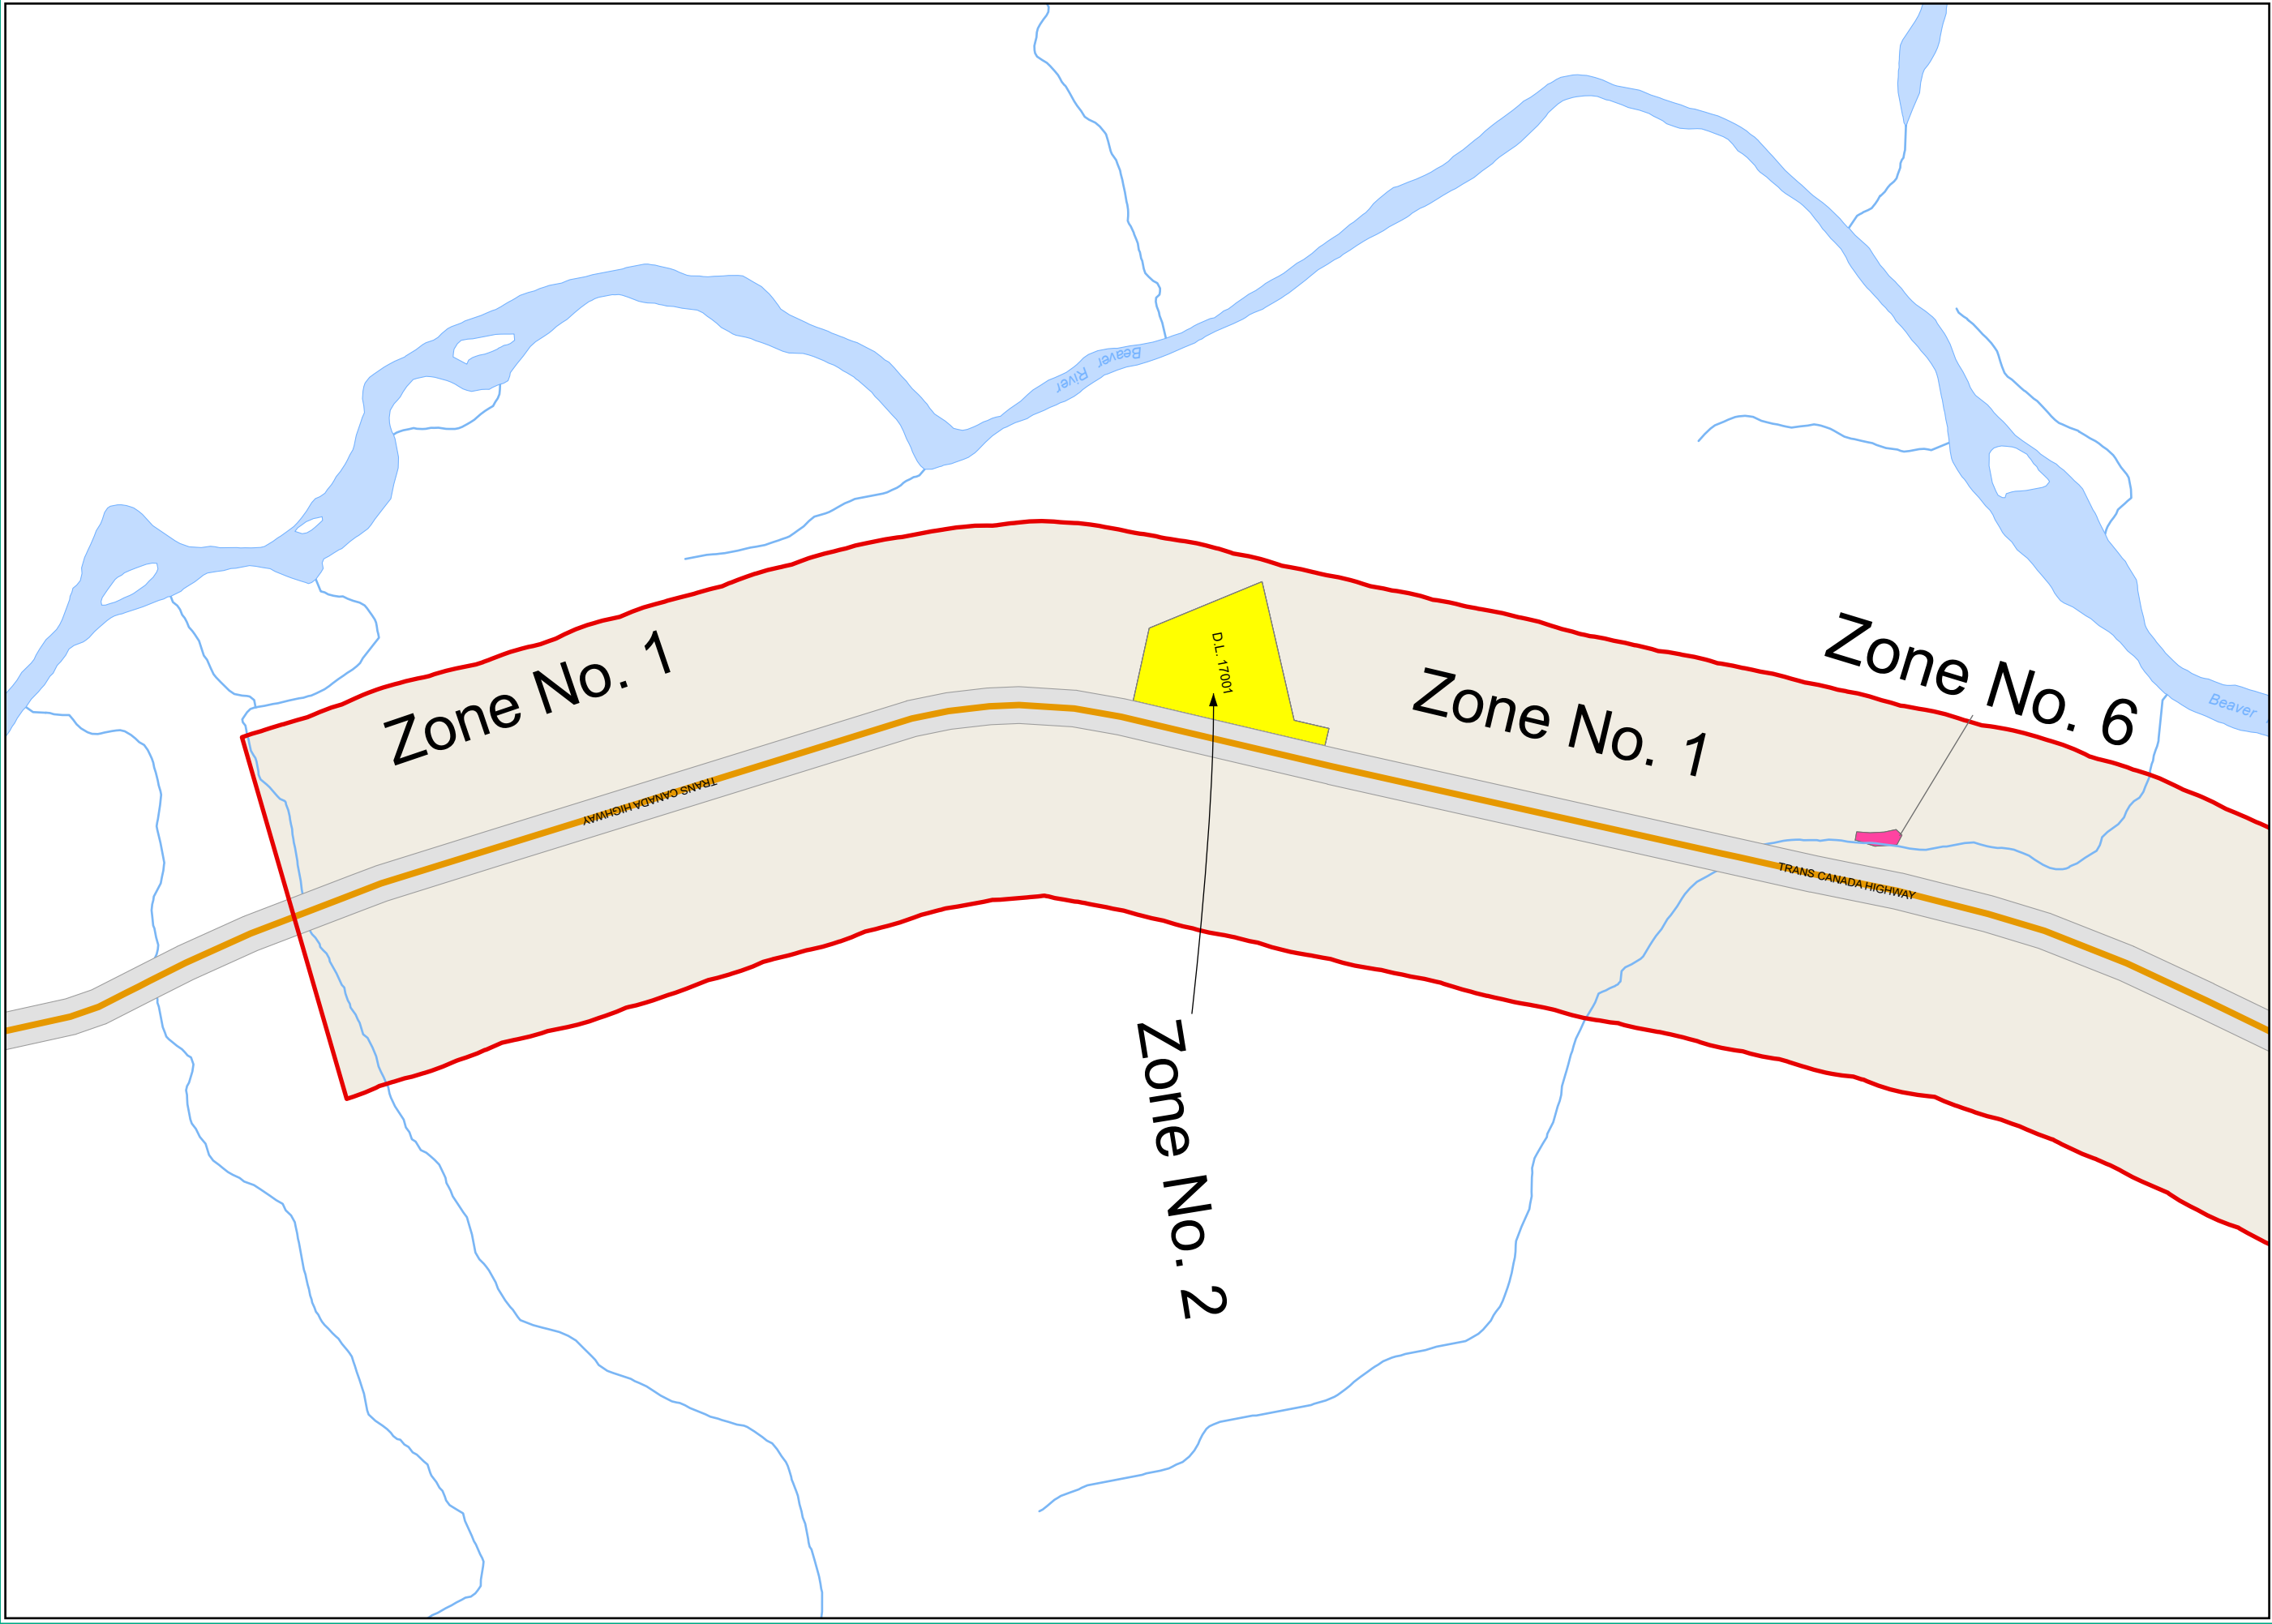 Beaver River
Zone No. 1
D.L. 17001
Zone No. 1
Zone No. 6
Beaver
TRANS CANADA HIGHWAY
TRANS CANADA HIGHWAY
Zone No. 2